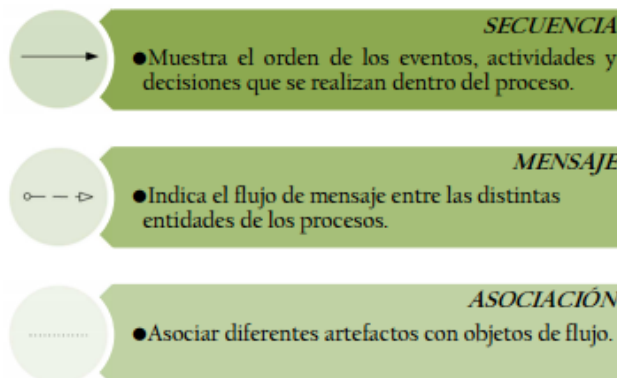 SECUENCIA
●Muestra el orden de los eventos, actividades y
decisiones que se realizan dentro del proceso.
MENSAJE
●Indica el flujo de mensaje entre las distintas
entidades de los procesos.
ASOCIACIÓN
●Asociar diferentes artefactos con objetos de flujo.